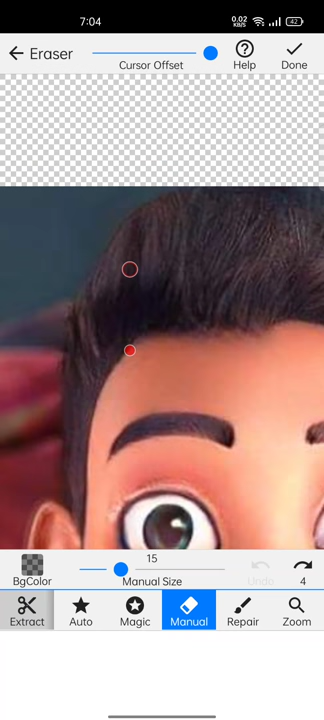 7:04
0.02 KB/S
42
Eraser
Cursor Offset
Help
Done
15
BgColor
Manual Size
Undo
4
Extract
Auto
Magic
Manual
Repair
Zoom